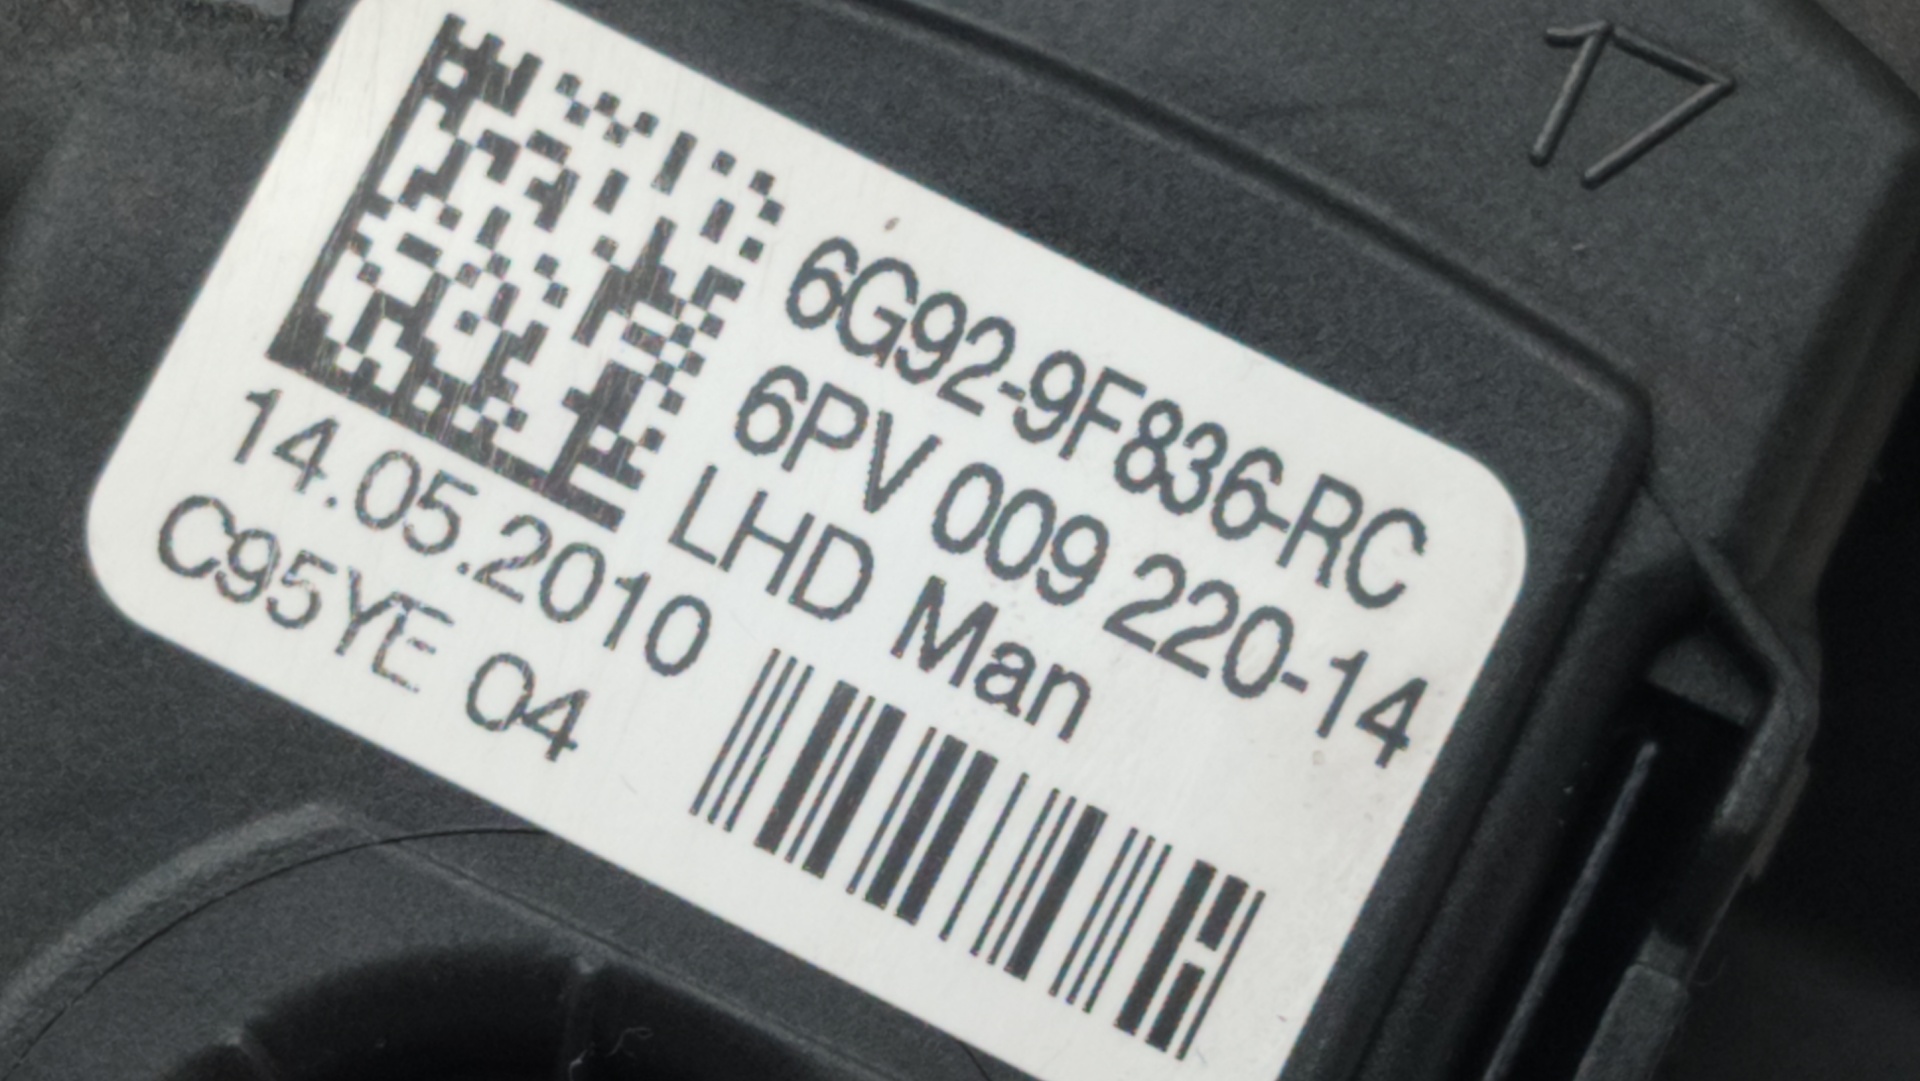 17
6G92-9F836-RC
6PV 009 220-14
LHD Man
14.05.2010
C95YE 04